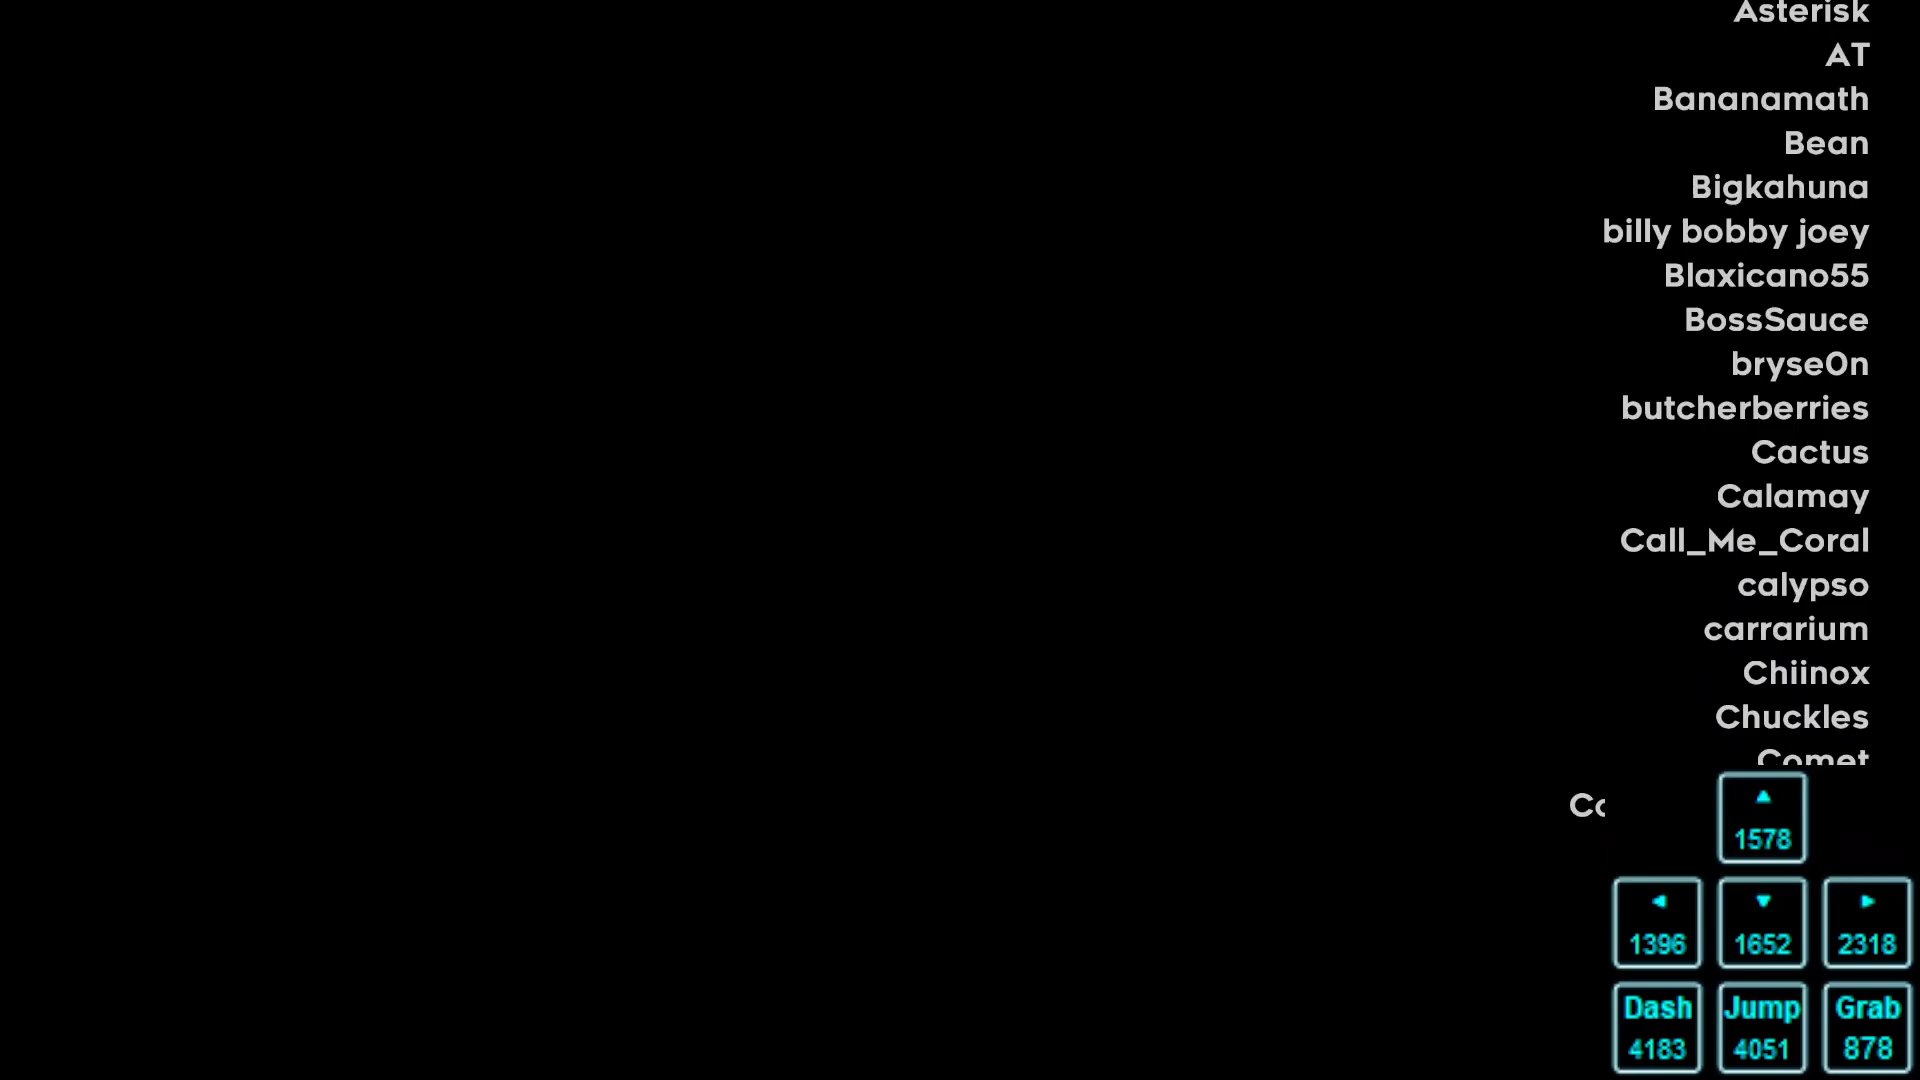 Asterisk
AT
Bananamath
Bean
Bigkahuna
billy bobby joey
Blaxicano55
BossSauce
bryse0n
butcherberries
Cactus
Calamay
Call_Me_Coral
calypso
carrarium
Chiinox
Chuckles
Comet
▲
1578
◄ ▼ ►
1396 1652 2318
Dash Jump Grab
4183 4051 878